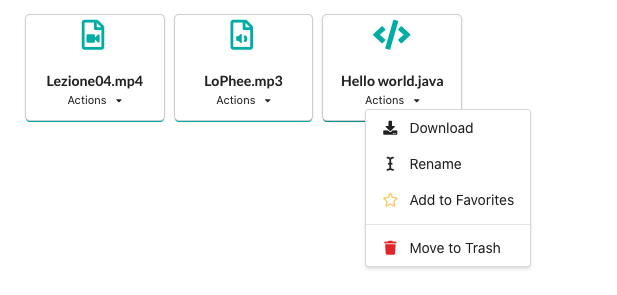 Lezione04.mp4
Actions
LoPhee.mp3
Actions
Hello world.java
Actions
Download
Rename
Add to Favorites
Move to Trash